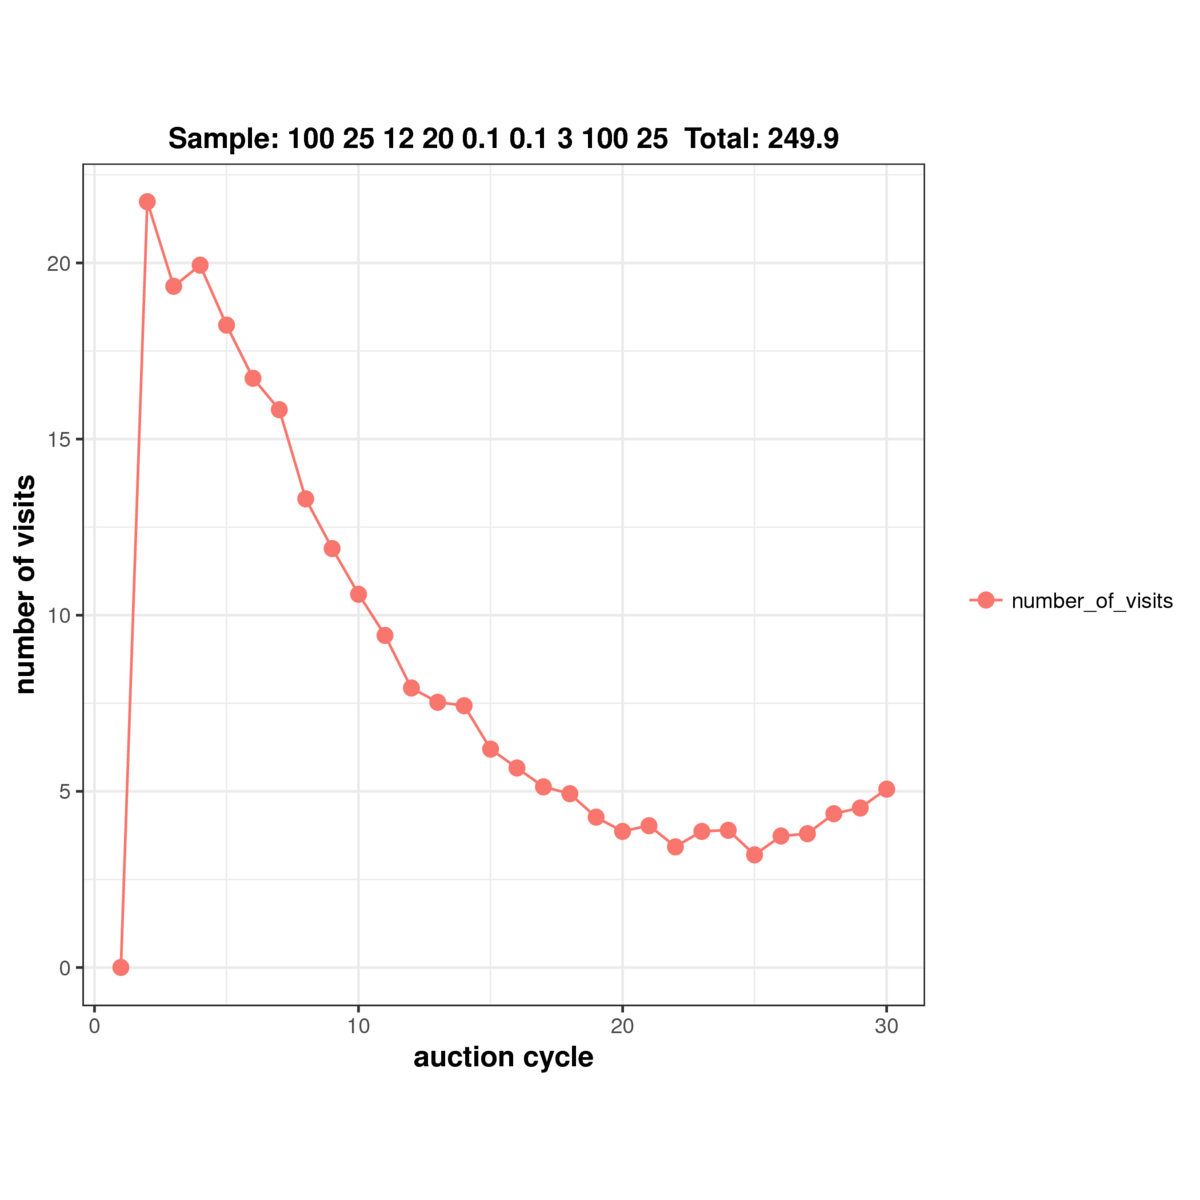 Sample: 100 25 12 20 0.1 0.1 3 100 25  Total: 249.9
number of visits
20
15
10
5
0
0 10 20 30
auction cycle
number_of_visits